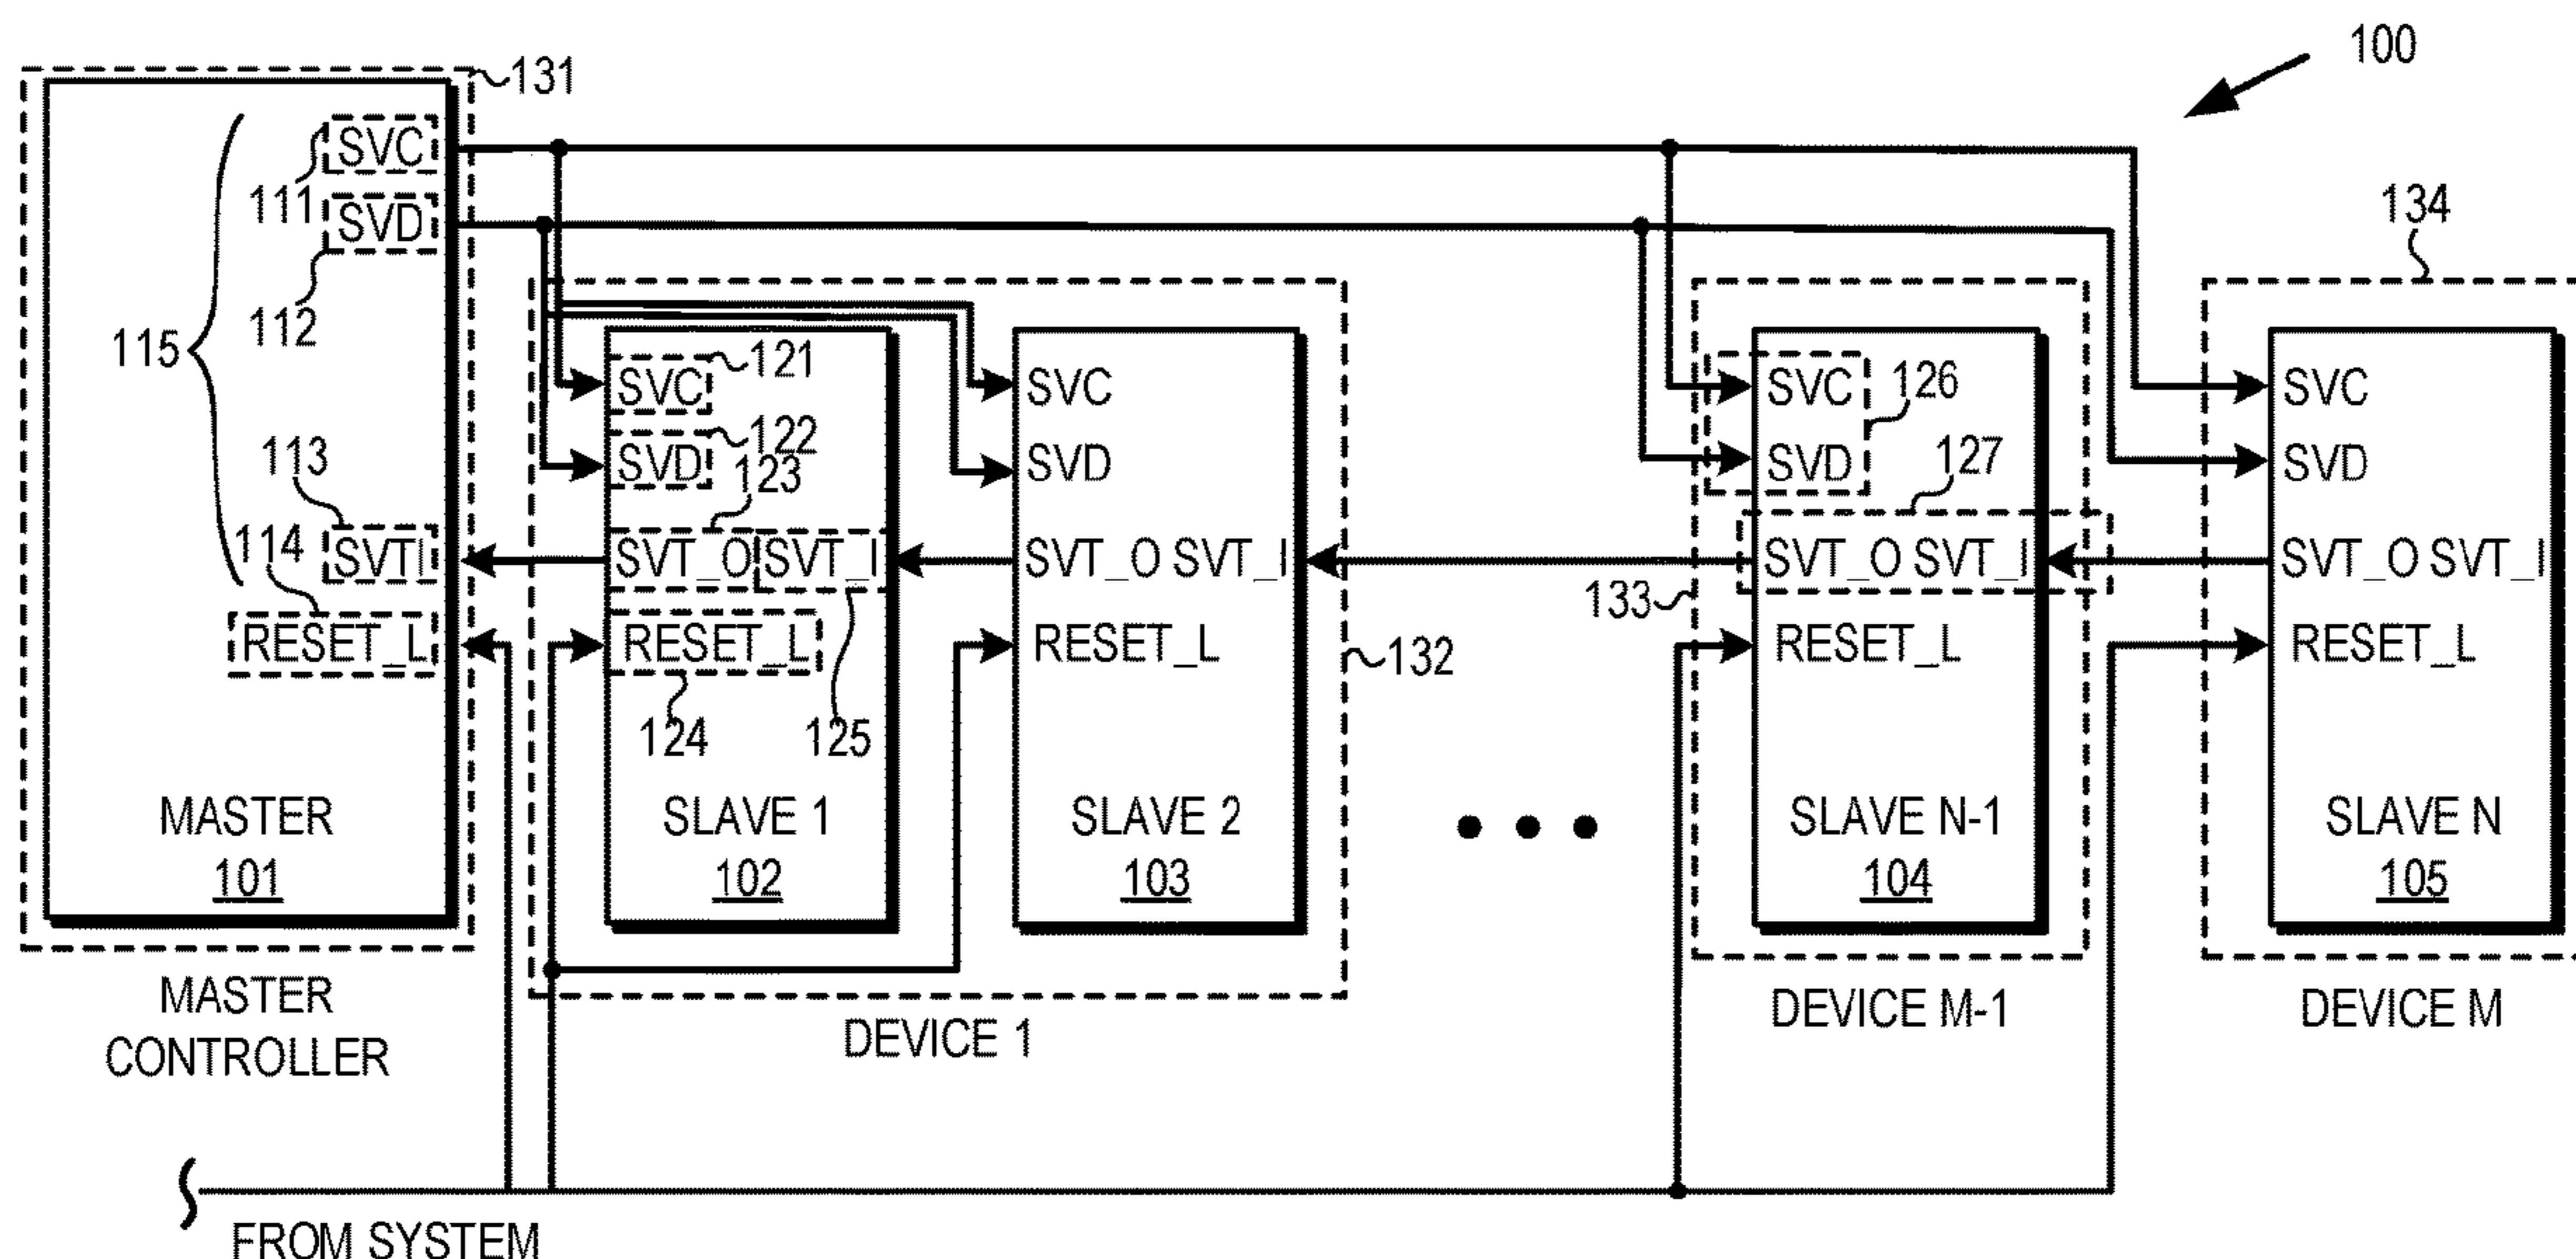 100
131
SVC
111
SVD
112
115
113
SVTI
114
RESET_L
MASTER
101
MASTER
CONTROLLER
SVC
121
SVD
122
123
SVT_O SVT_I
RESET_L
124
125
SLAVE 1
102
SVC
SVD
SVT_O SVT_I
RESET_L
SLAVE 2
103
132
DEVICE 1
SVC
126
SVD
127
SVT_O SVT_I
133
RESET_L
SLAVE N-1
104
DEVICE M-1
134
SVC
SVD
SVT_O SVT_I
RESET_L
SLAVE N
105
DEVICE M
FROM SYSTEM